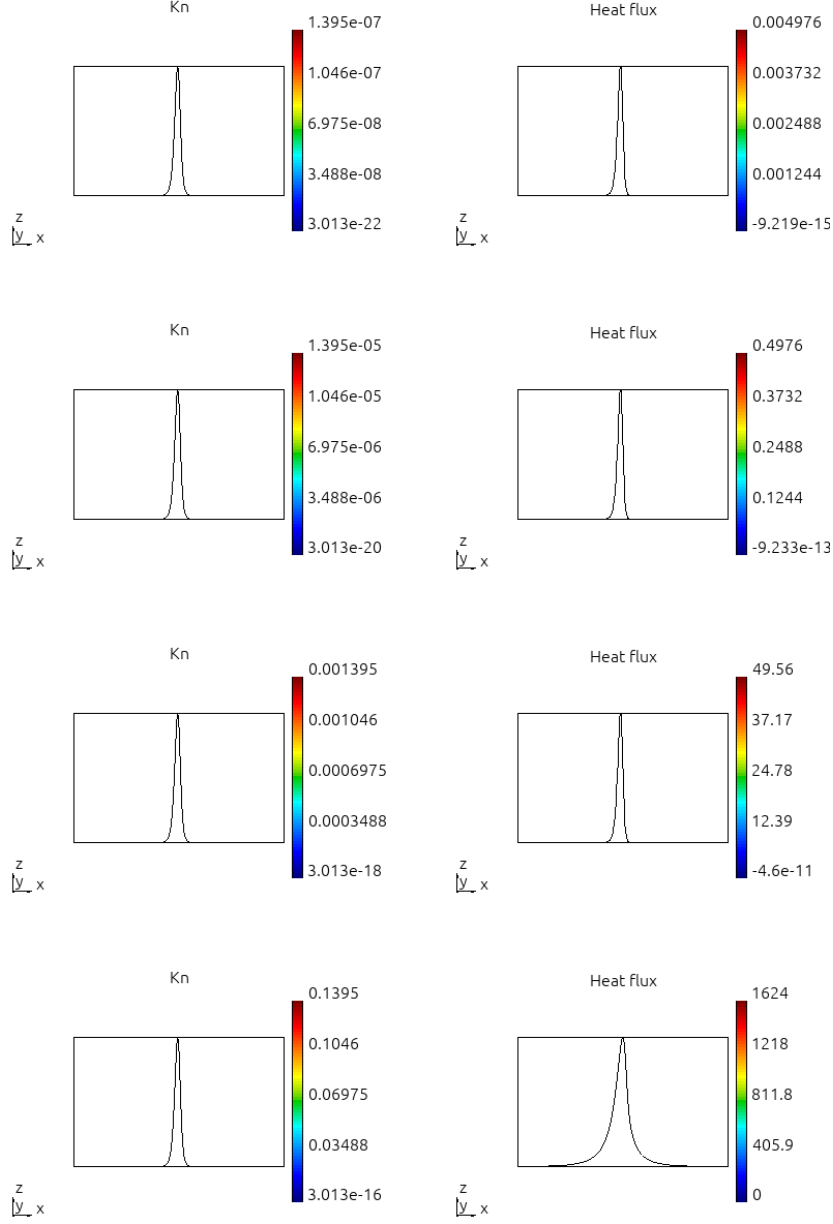 Kn
1.395e-07
1.046e-07
6.975e-08
3.488e-08
3.013e-22
z
y x
Heat flux
0.004976
0.003732
0.002488
0.001244
-9.219e-15
z
y x
Kn
1.395e-05
1.046e-05
6.975e-06
3.488e-06
3.013e-20
z
y x
Heat flux
0.4976
0.3732
0.2488
0.1244
-9.233e-13
z
y x
Kn
0.001395
0.001046
0.0006975
0.0003488
3.013e-18
z
y x
Heat flux
49.56
37.17
24.78
12.39
-4.6e-11
z
y x
Kn
0.1395
0.1046
0.06975
0.03488
3.013e-16
z
y x
Heat flux
1624
1218
811.8
405.9
0
z
y x